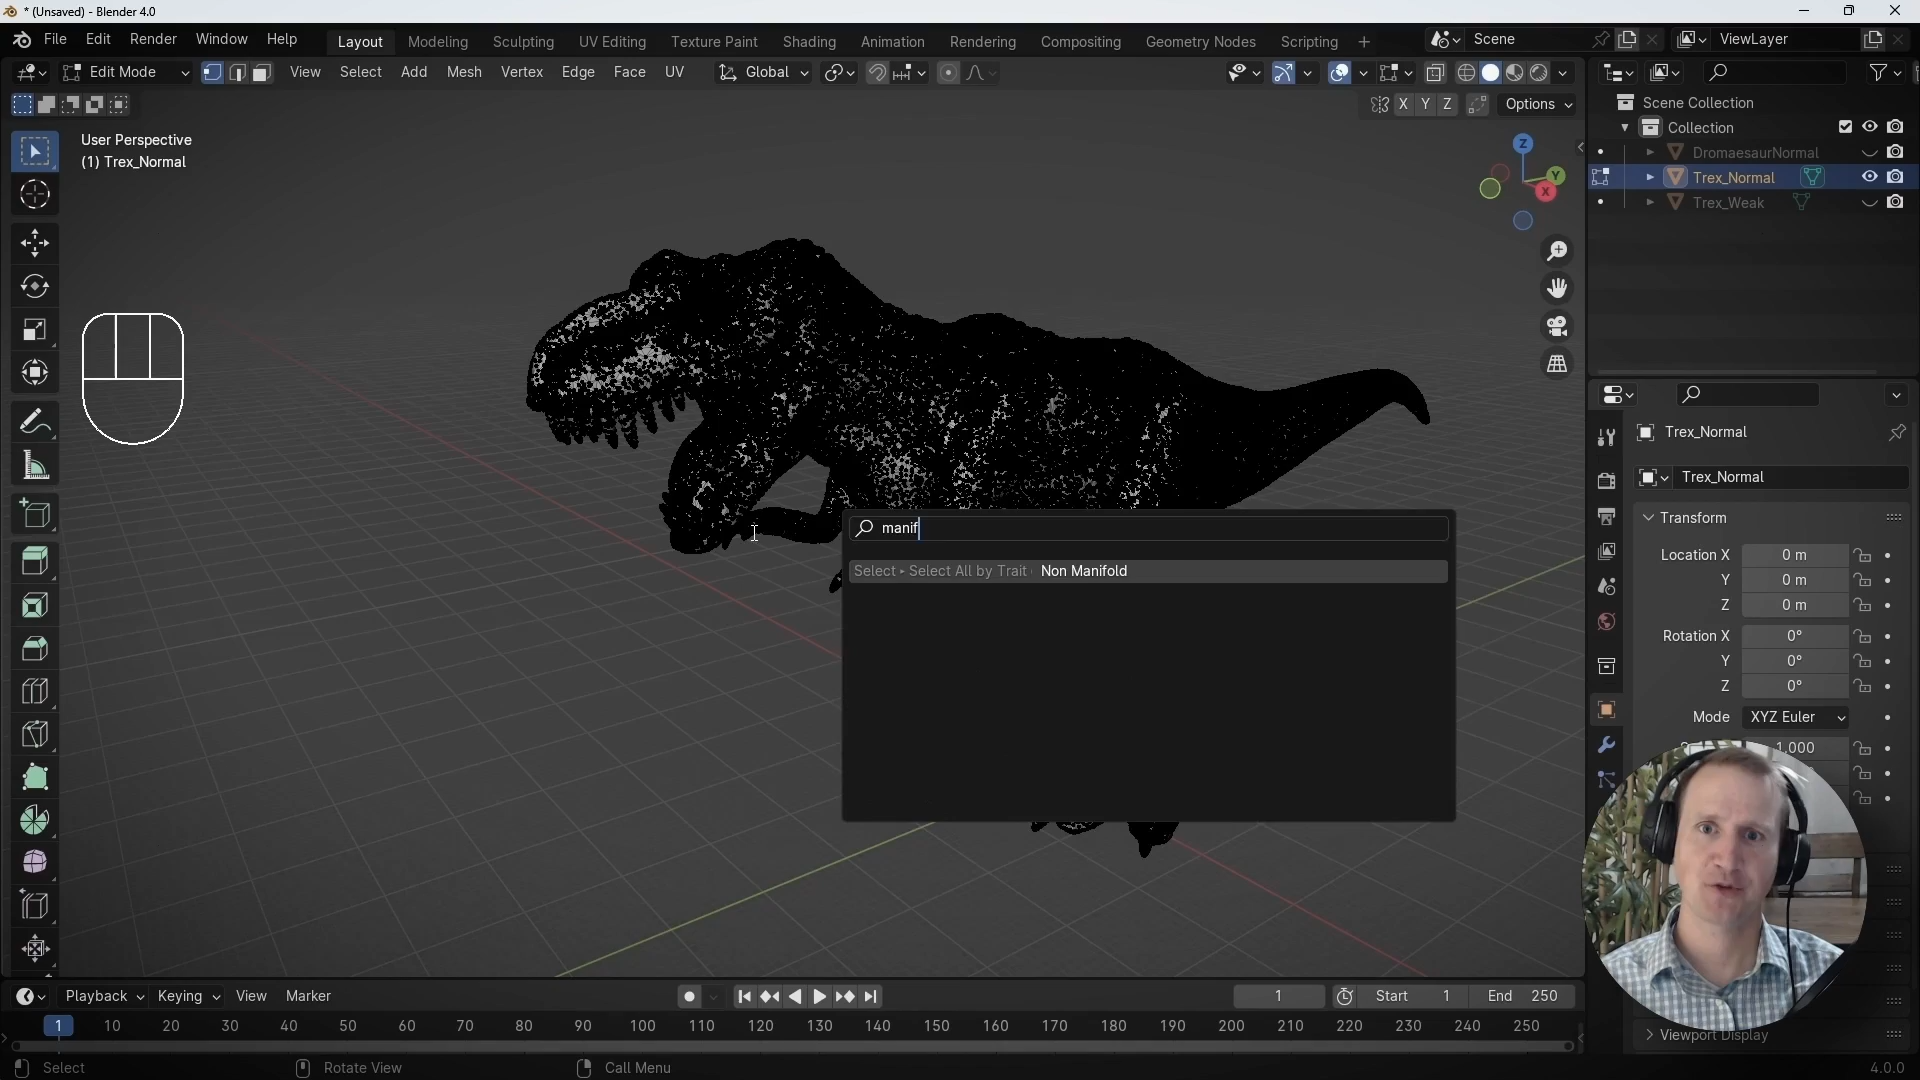 * (Unsaved) - Blender 4.0
File Edit Render Window Help
Layout Modeling Sculpting UV Editing Texture Paint Shading Animation Rendering Compositing Geometry Nodes Scripting +
Scene
ViewLayer
Edit Mode
View Select Add Mesh Vertex Edge Face UV
Global
X Y Z Options
User Perspective
(1) Trex_Normal
Z
Y
X
Scene Collection
Collection
DromaesaurNormal
Trex_Normal
Trex_Weak
manif
Select ▸ Select All by Trait Non Manifold
Trex_Normal
Trex_Normal
Transform
Location X 0 m
Y 0 m
Z 0 m
Rotation X 0°
Y 0°
Z 0°
Mode XYZ Euler
1.000
Viewport Display
Playback Keying View Marker
1
Start 1
End 250
1 10 20 30 40 50 60 70 80 90 100 110 120 130 140 150 160 170 180 190 200 210 220 230 240 250
Select
Rotate View
Call Menu
4.0.0